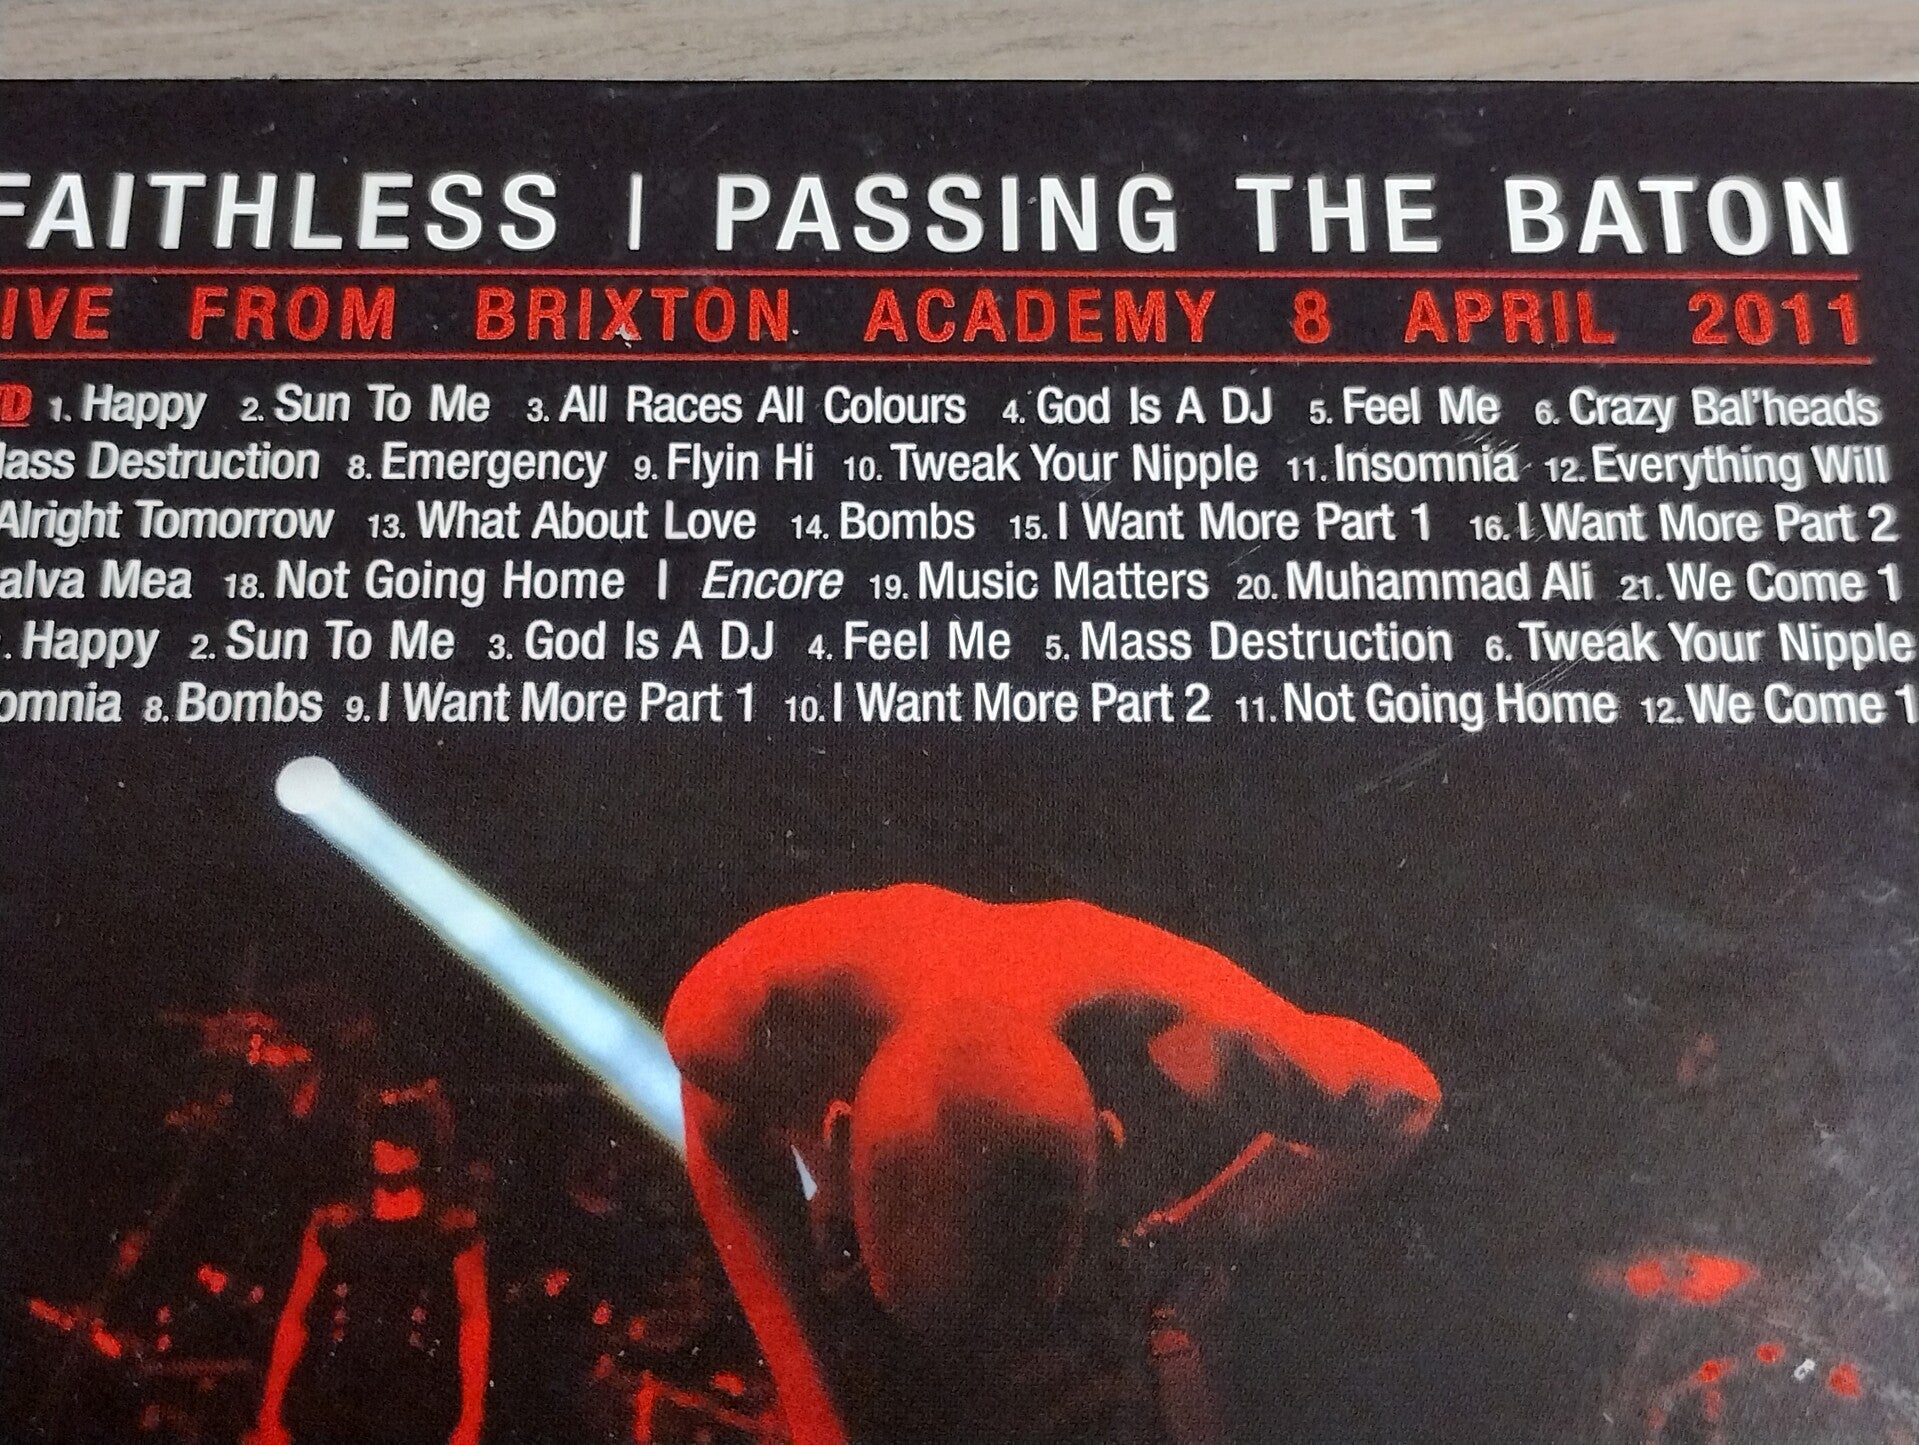 FAITHLESS | PASSING THE BATON
IVE FROM BRIXTON ACADEMY 8 APRIL 2011
VD 1. Happy 2. Sun To Me 3. All Races All Colours 4. God Is A DJ 5. Feel Me 6. Crazy Bal'heads
lass Destruction 8. Emergency 9. Flyin Hi 10. Tweak Your Nipple 11. Insomnia 12. Everything Will
Alright Tomorrow 13. What About Love 14. Bombs 15. I Want More Part 1 16. I Want More Part 2
alva Mea 18. Not Going Home | Encore 19. Music Matters 20. Muhammad Ali 21. We Come 1
. Happy 2. Sun To Me 3. God Is A DJ 4. Feel Me 5. Mass Destruction 6. Tweak Your Nipple
omnia 8. Bombs 9. I Want More Part 1 10. I Want More Part 2 11. Not Going Home 12. We Come 1